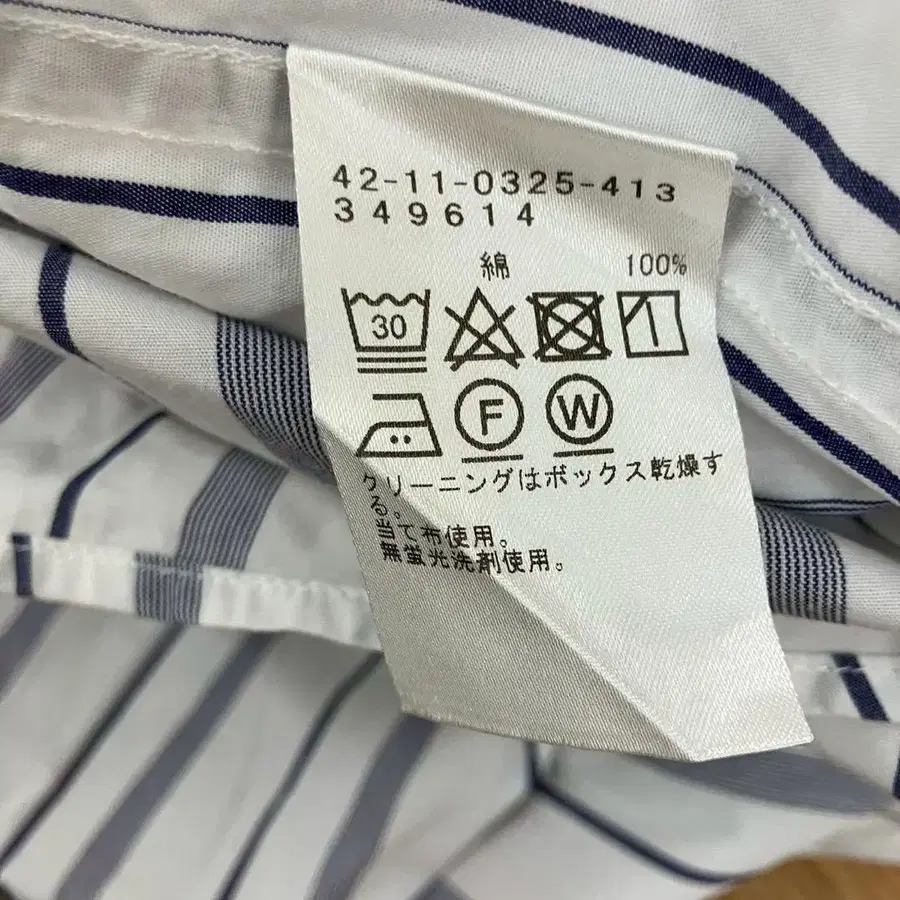 42-11-0325-413
349614
綿 100%
30
F W
クリーニングはボックス乾燥す
る。
当て布使用。
無蛍光洗剤使用。